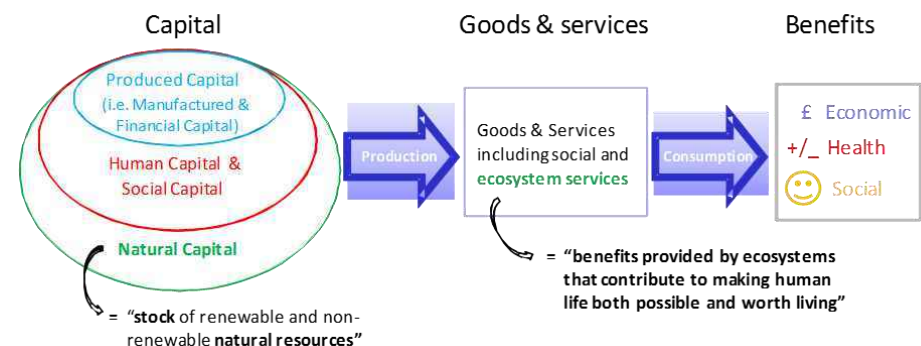 Capital
Goods & services
Benefits
Produced Capital
(i.e. Manufactured &
Financial Capital)
Human Capital &
Social Capital
Natural Capital
= “stock of renewable and non-
renewable natural resources”
Production
Goods & Services
including social and
ecosystem services
= “benefits provided by ecosystems
that contribute to making human
life both possible and worth living”
Consumption
£ Economic
+/_ Health
Social